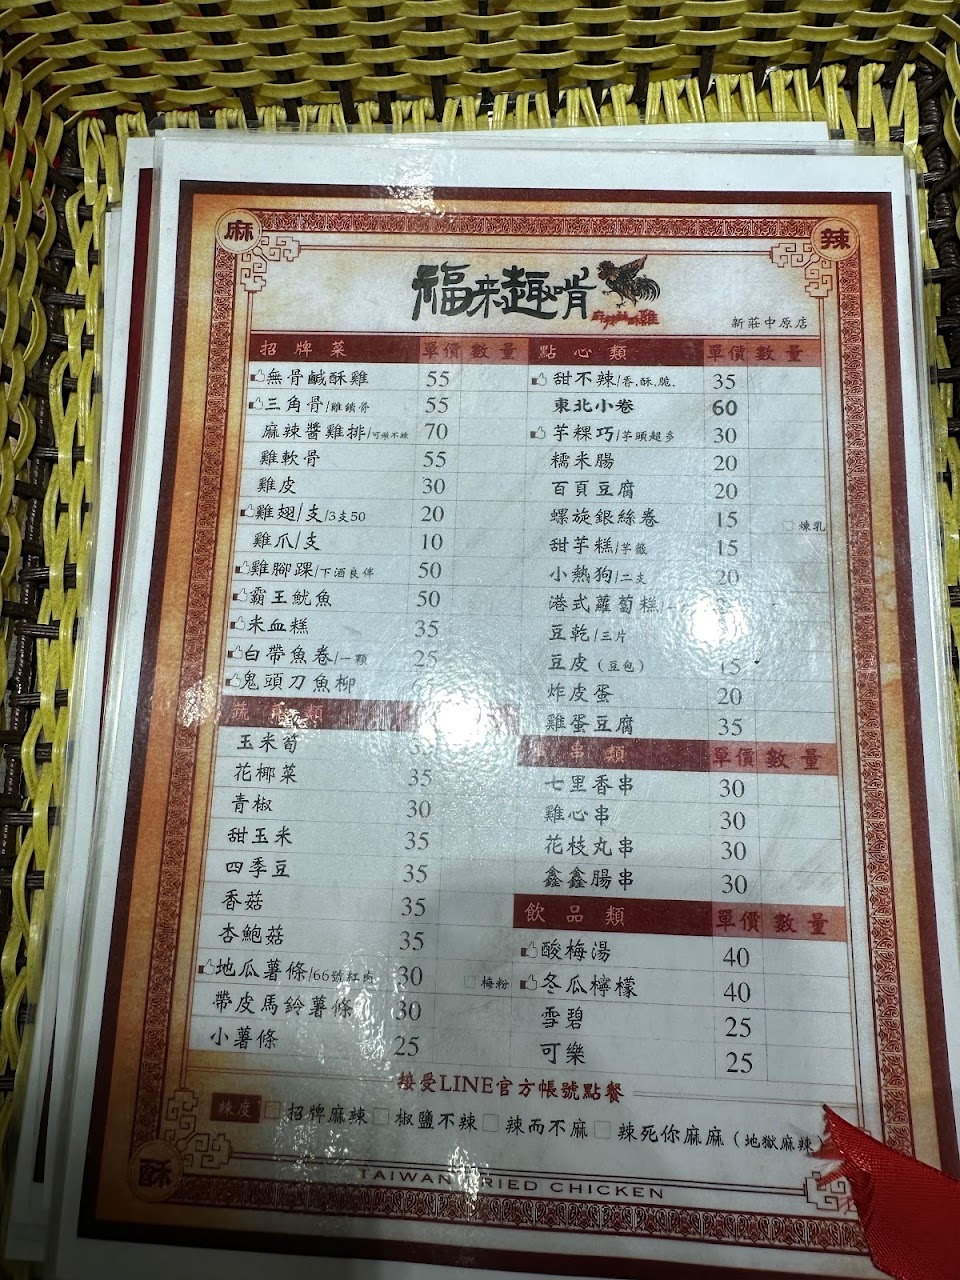 麻
辣
福来趣啃
麻辣鹹酥雞
新莊中原店
招牌菜 單價 數量
無骨鹹酥雞 55
三角骨/雞鎖骨 55
麻辣醬雞排/可做不辣 70
雞軟骨 55
雞皮 30
雞翅/支/3支50 20
雞爪/支 10
雞腳踝/下酒良伴 50
霸王魷魚 50
米血糕 35
白帶魚卷/一顆 25
鬼頭刀魚柳
蔬 類
玉米筍
花椰菜 35
青椒 30
甜玉米 35
四季豆 35
香菇 35
杏鮑菇 35
地瓜薯條/66號紅肉 30 □梅粉
帶皮馬鈴薯條 30
小薯條 25
點心類 單價 數量
甜不辣/香.酥.脆. 35
東北小卷 60
芋粿巧/芋頭超多 30
糯米腸 20
百頁豆腐 20
螺旋銀絲卷 15 □煉乳
甜芋糕/芋籤 15
小熱狗/二支 20
港式蘿蔔糕
豆乾/三片
豆皮（豆包） 15
炸皮蛋 20
雞蛋豆腐 35
串類 單價 數量
七里香串 30
雞心串 30
花枝丸串 30
鑫鑫腸串 30
飲品類 單價 數量
酸梅湯 40
冬瓜檸檬 40
雪碧 25
可樂 25
接受LINE官方帳號點餐
辣度 □招牌麻辣 □椒鹽不辣 □辣而不麻 □辣死你麻麻（地獄麻辣）
酥
TAIWAN FRIED CHICKEN